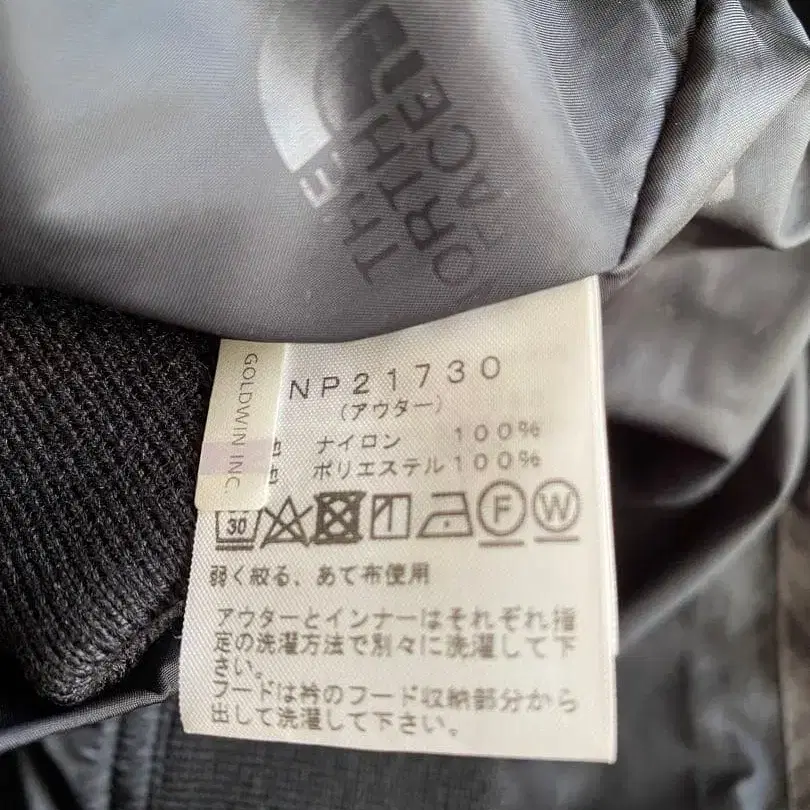 THE
NORTH
FACE
GOLDWIN INC.
NP21730
(アウター)
ナイロン 100%
ポリエステル 100%
30 F W
弱く絞る、あて布使用
アウターとインナーはそれぞれ指
定の洗濯方法で別々に洗濯して下
さい。
フードは衿のフード収納部分から
出して洗濯して下さい。